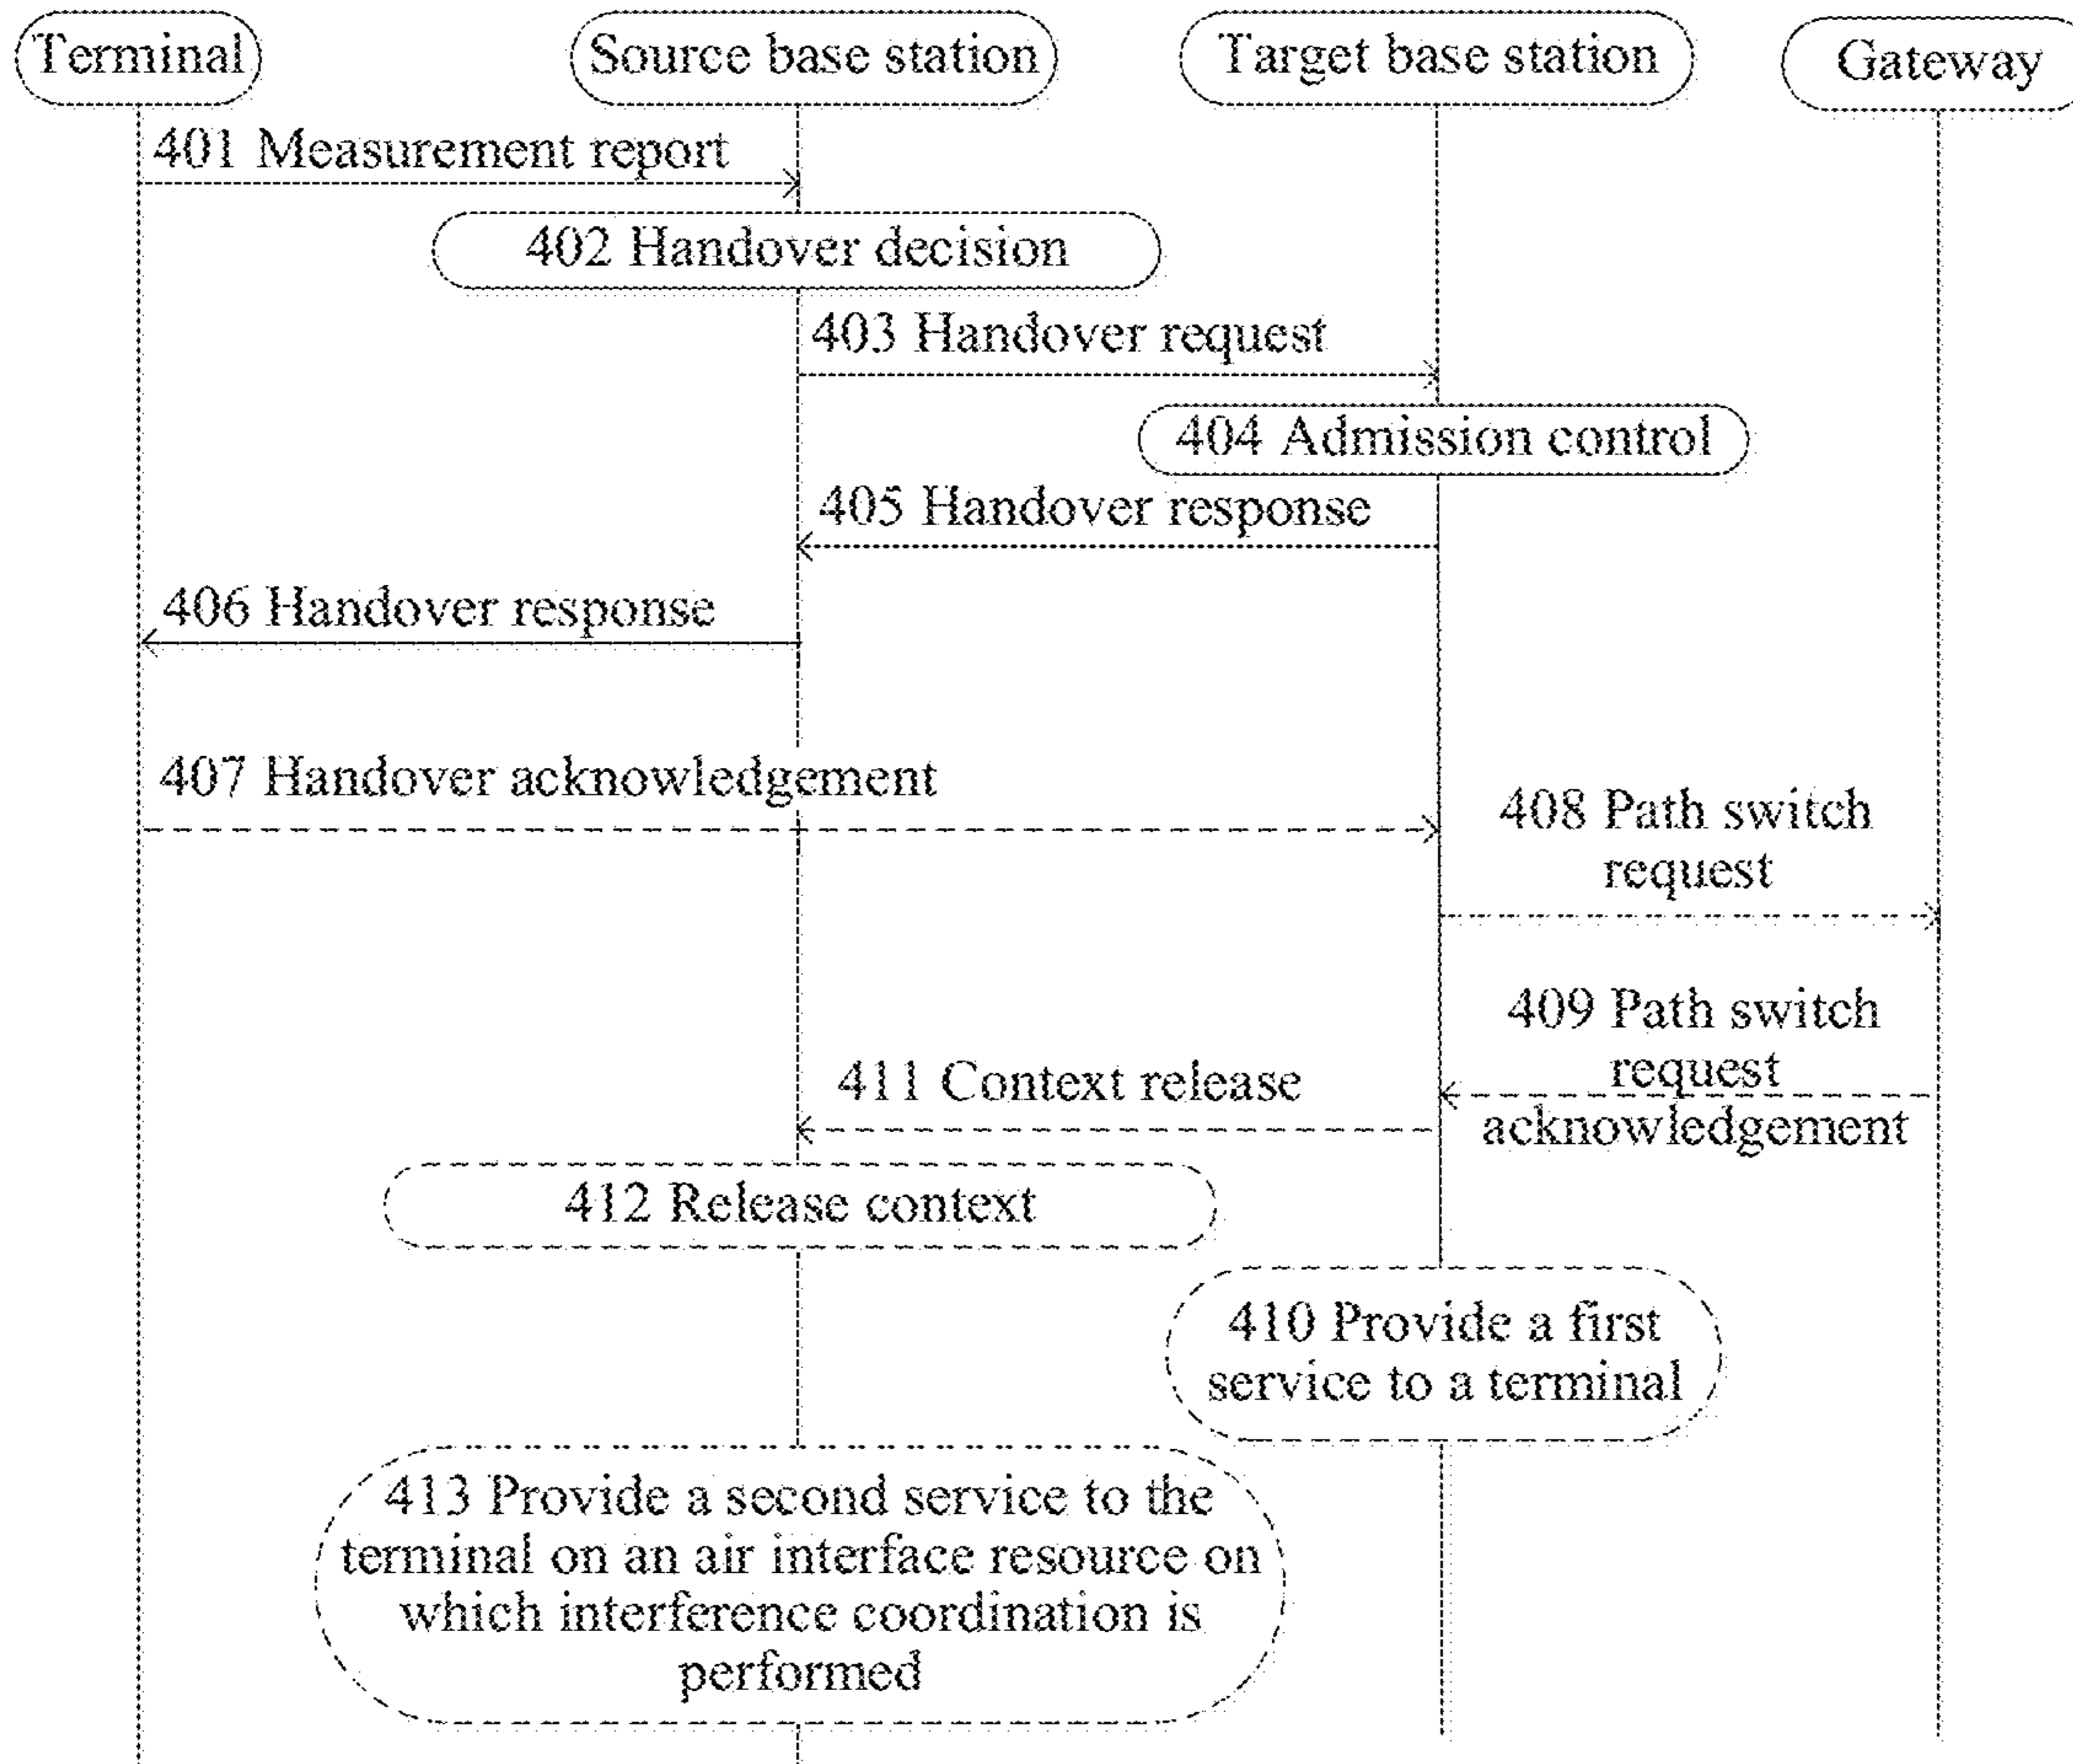 Terminal
Source base station
Target base station
Gateway
401 Measurement report
402 Handover decision
403 Handover request
404 Admission control
405 Handover response
406 Handover response
407 Handover acknowledgement
408 Path switch
request
409 Path switch
request
acknowledgement
411 Context release
412 Release context
410 Provide a first
service to a terminal
413 Provide a second service to the
terminal on an air interface resource on
which interference coordination is
performed